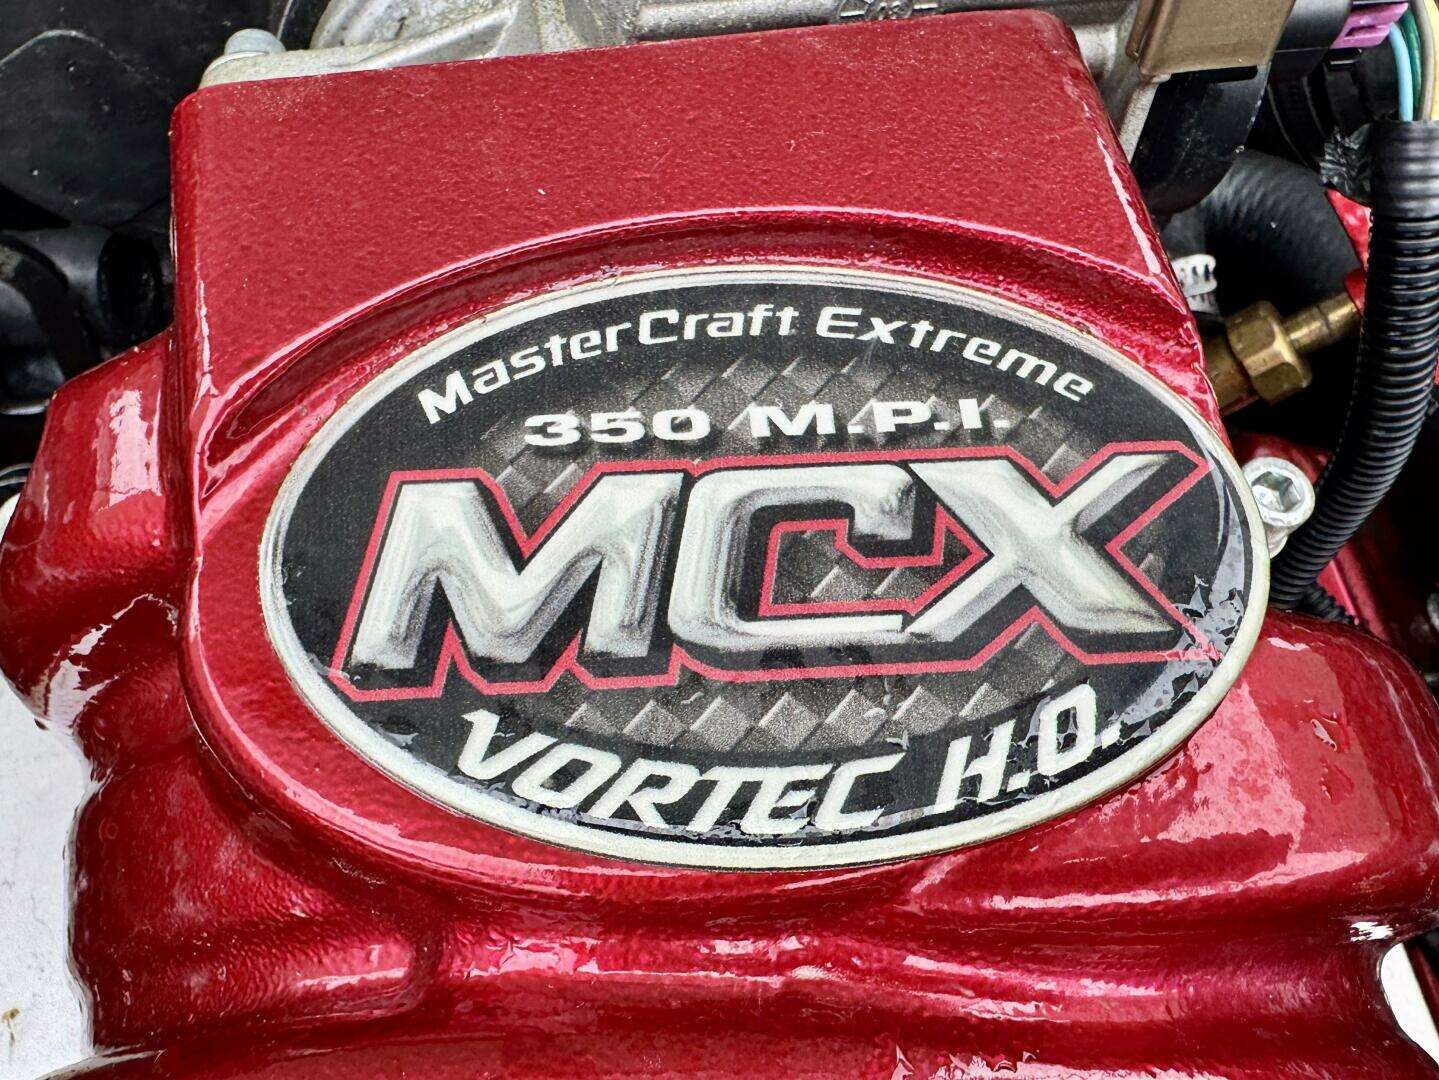 MasterCraft Extreme
350 M.P.I.
MCX
VORTEC H.O.